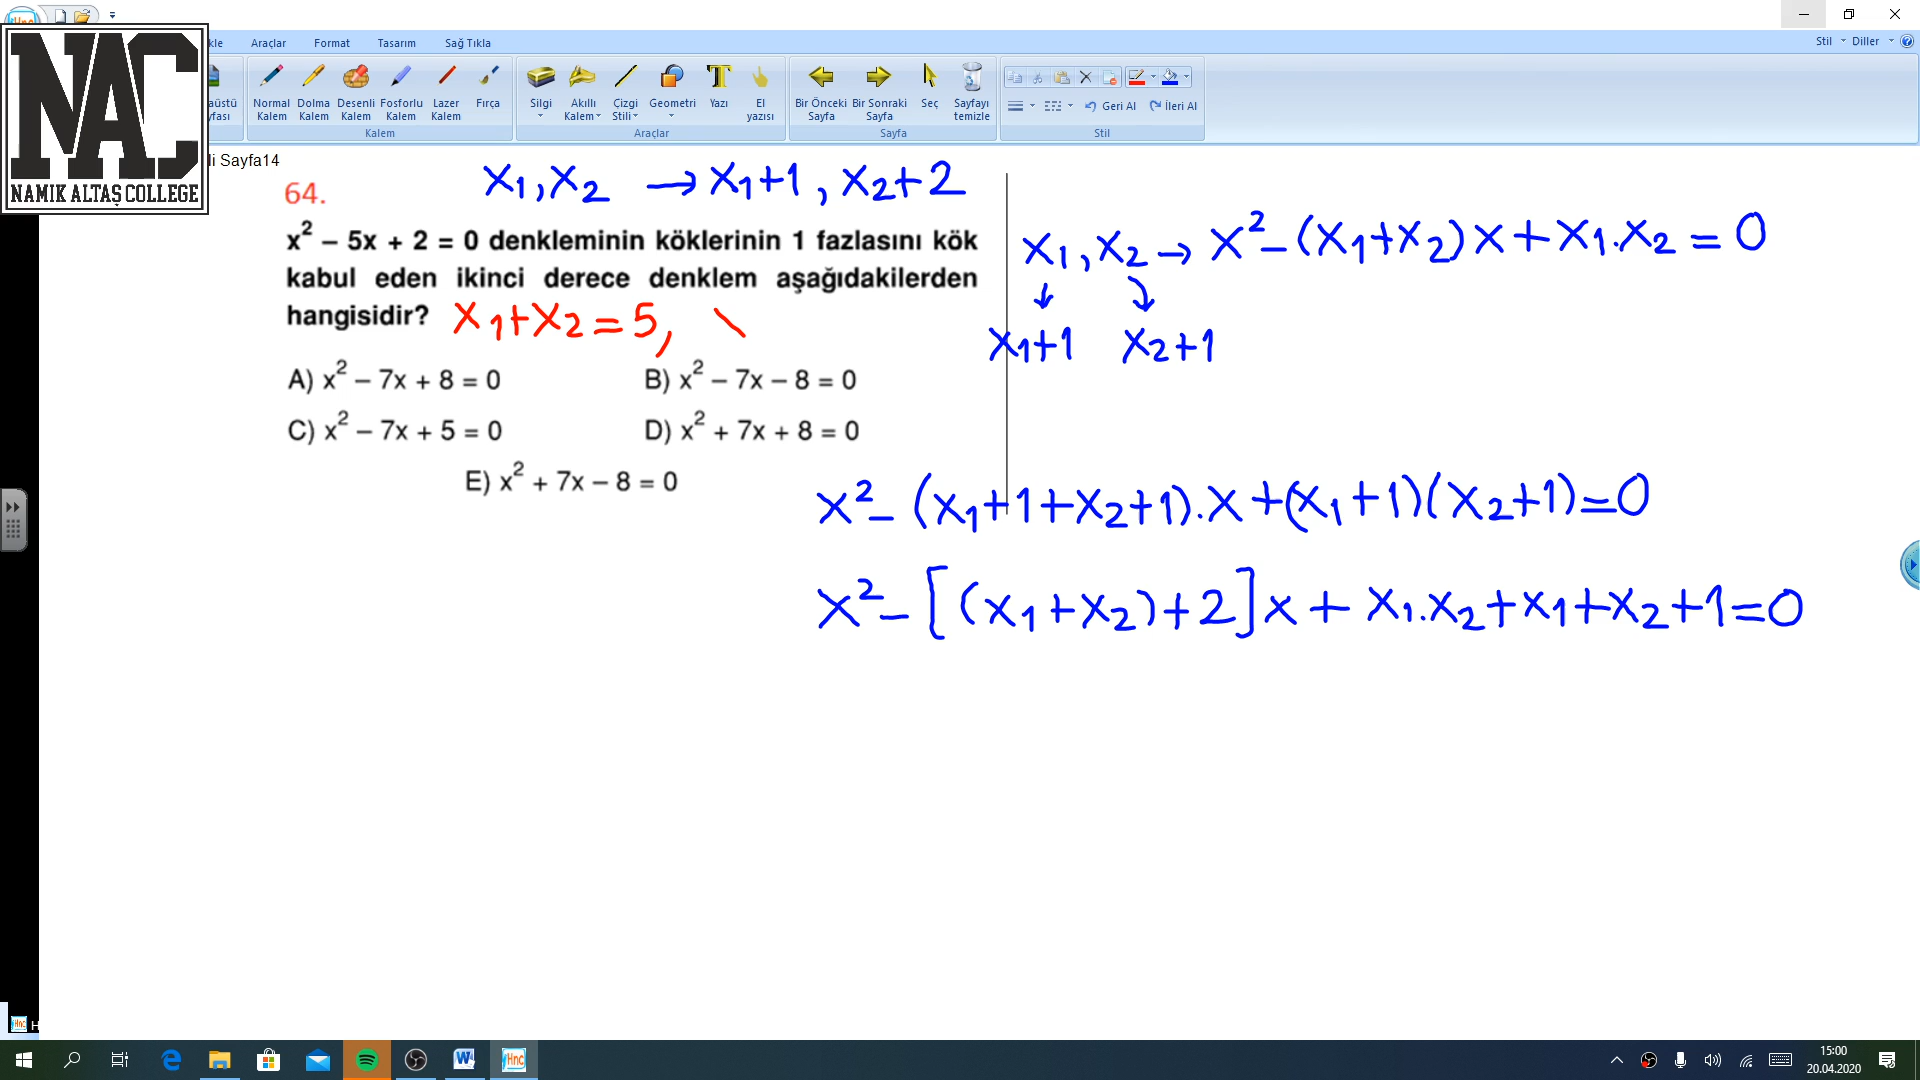 kle Araçlar Format Tasarım Sağ Tıkla
Stil Diller
Normal Kalem Dolma Kalem Desenli Kalem Fosforlu Kalem Lazer Kalem Fırça
Silgi Akıllı Kalem Çizgi Stili Geometri Yazı El yazısı
Bir Önceki Sayfa Bir Sonraki Sayfa Seç Sayfayı temizle
Geri Al İleri Al
Kalem Araçlar Sayfa Stil
NAC
NAMIK ALTAŞ COLLEGE
li Sayfa14
x₁, x₂ → x₁+1, x₂+2
64.
x² – 5x + 2 = 0 denkleminin köklerinin 1 fazlasını kök
kabul eden ikinci derece denklem aşağıdakilerden
hangisidir?
x₁+x₂=5,
A) x² – 7x + 8 = 0
B) x² – 7x – 8 = 0
C) x² – 7x + 5 = 0
D) x² + 7x + 8 = 0
E) x² + 7x – 8 = 0
x₁, x₂ → x²-(x₁+x₂)x+x₁.x₂=0
x₁+1 x₂+1
x²-(x₁+1+x₂+1).x+(x₁+1)(x₂+1)=0
x²-[(x₁+x₂)+2]x+x₁.x₂+x₁+x₂+1=0
15:00
20.04.2020